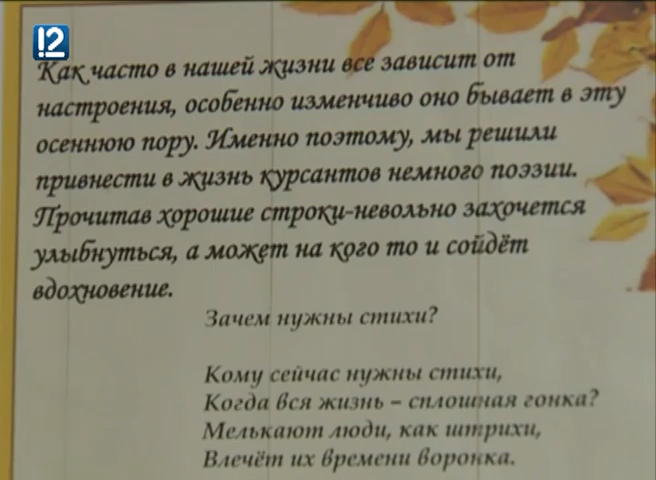 12
Как часто в нашей жизни все зависит от
настроения, особенно изменчиво оно бывает в эту
осеннюю пору. Именно поэтому, мы решили
привнести в жизнь курсантов немного поэзии.
Прочитав хорошие строки-невольно захочется
улыбнуться, а может на кого то и сойдёт
вдохновение.
Зачем нужны стихи?
Кому сейчас нужны стихи,
Когда вся жизнь – сплошная гонка?
Мелькают люди, как штрихи,
Влечёт их времени воронка.